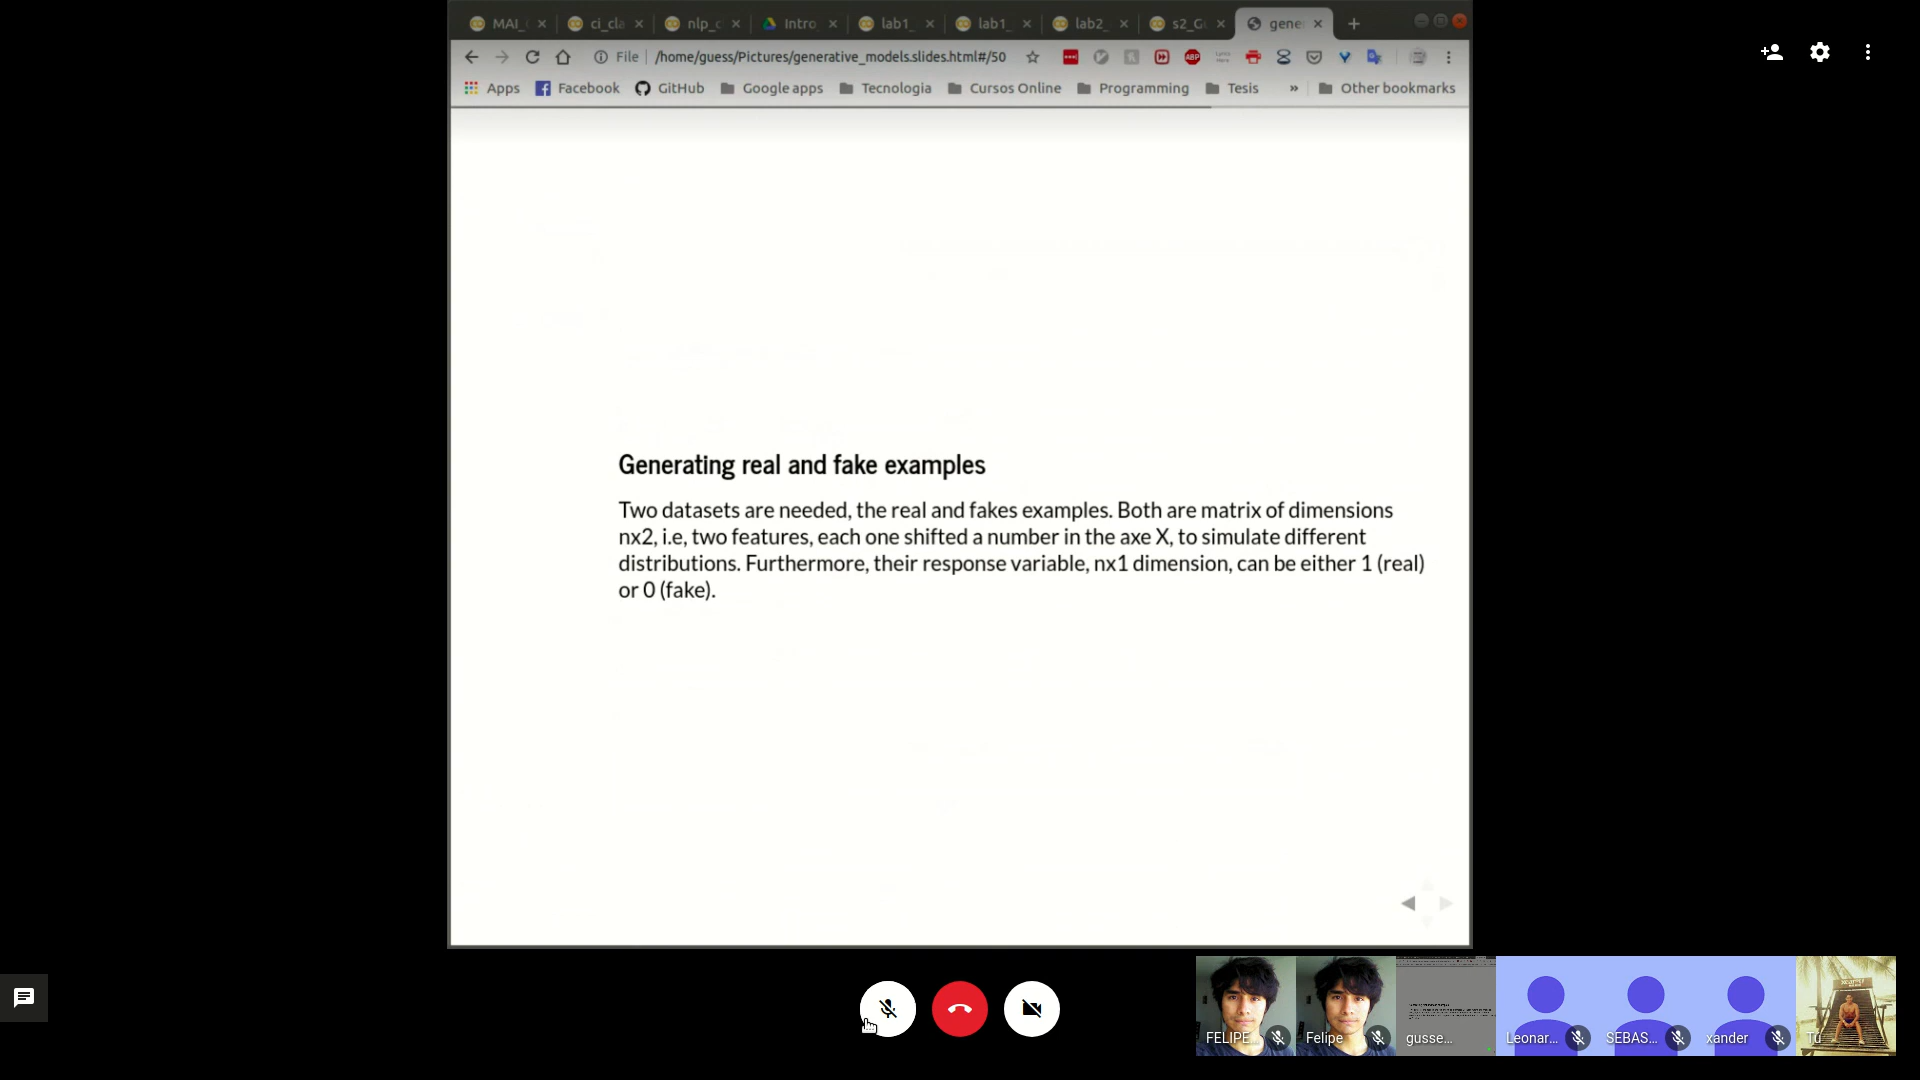 MAI_ ci_cla nlp_c Intro lab1_ lab1_ lab2_ s2_G gene
File /home/guess/Pictures/generative_models.slides.html#/50 ABP
Apps Facebook GitHub Google apps Tecnologia Cursos Online Programming Tesis » Other bookmarks
Generating real and fake examples
Two datasets are needed, the real and fakes examples. Both are matrix of dimensions
nx2, i.e, two features, each one shifted a number in the axe X, to simulate different
distributions. Furthermore, their response variable, nx1 dimension, can be either 1 (real)
or 0 (fake).
FELIPE... Felipe gusse... Leonar... SEBAS... xander Tú